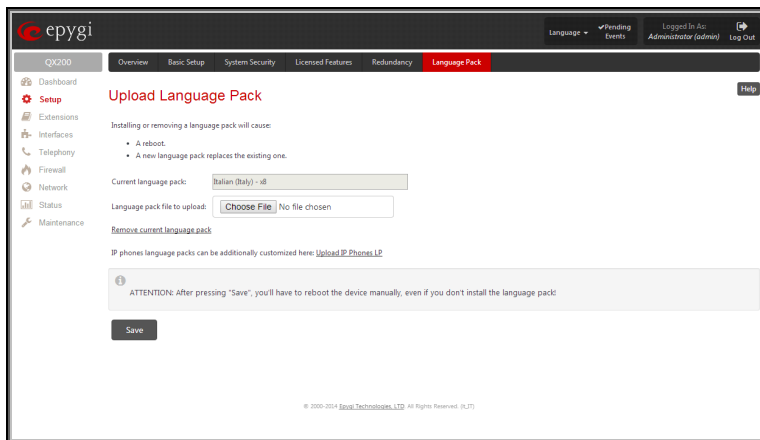 epygi
Language
✔Pending Events
Logged In As: Administrator (admin)
Log Out
QX200
Overview
Basic Setup
System Security
Licensed Features
Redundancy
Language Pack
Dashboard
Setup
Extensions
Interfaces
Telephony
Firewall
Network
Status
Maintenance
Upload Language Pack
Help
Installing or removing a language pack will cause:
• A reboot.
• A new language pack replaces the existing one.
Current language pack: Italian (Italy) - x8
Language pack file to upload: Choose File No file chosen
Remove current language pack
IP phones language packs can be additionally customized here: Upload IP Phones LP
ATTENTION: After pressing "Save", you'll have to reboot the device manually, even if you don't install the language pack!
Save
© 2000-2014 Epygi Technologies, LTD. All Rights Reserved. (it_IT)